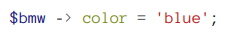 $bmw -> color = 'blue';